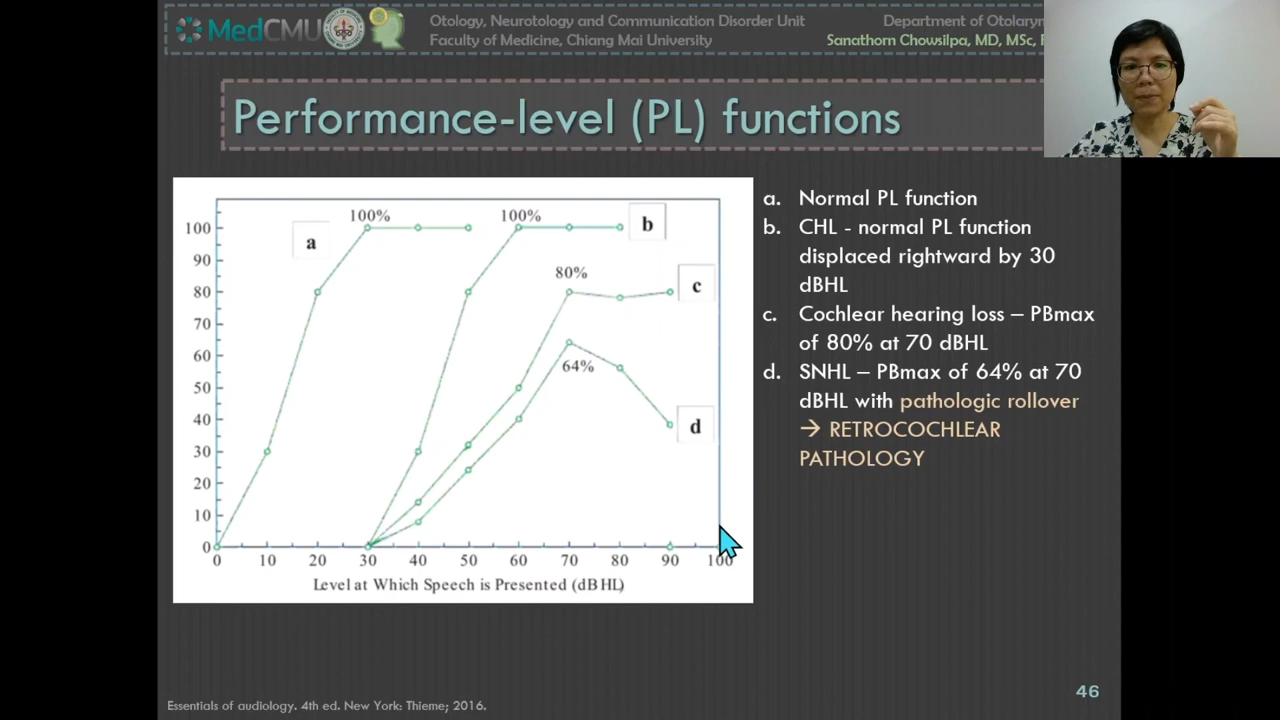 MedCMU
Otology, Neurotology and Communication Disorder Unit
Faculty of Medicine, Chiang Mai University
Department of
Sanathorn Chowsilpa, MD, MSc,
Performance-level (PL) functions
100%
100%
a
b
80%
c
64%
d
100
90
80
70
60
50
40
30
20
10
0
0 10 20 30 40 50 60 70 80 90 100
Level at Which Speech is Presented (dB HL)
a. Normal PL function
b. CHL - normal PL function
displaced rightward by 30
dBHL
c. Cochlear hearing loss – PBmax
of 80% at 70 dBHL
d. SNHL – PBmax of 64% at 70
dBHL with pathologic rollover
→ RETROCOCHLEAR
PATHOLOGY
46
Essentials of audiology. 4th ed. New York: Thieme; 2016.